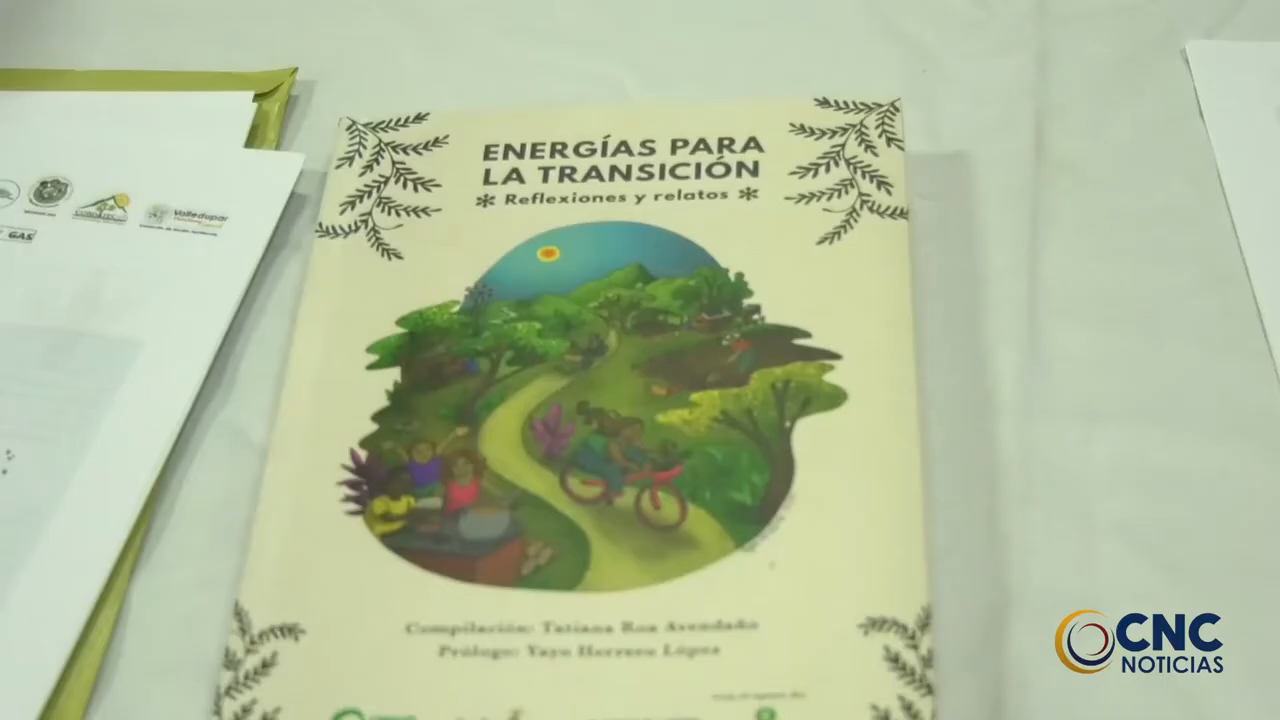 ENERGÍAS PARA
LA TRANSICIÓN
* Reflexiones y relatos *
Compilación: Tatiana Roa Avendaño
Prólogo: Yayo Herrero López
Valledupar
GAS
CNC
NOTICIAS